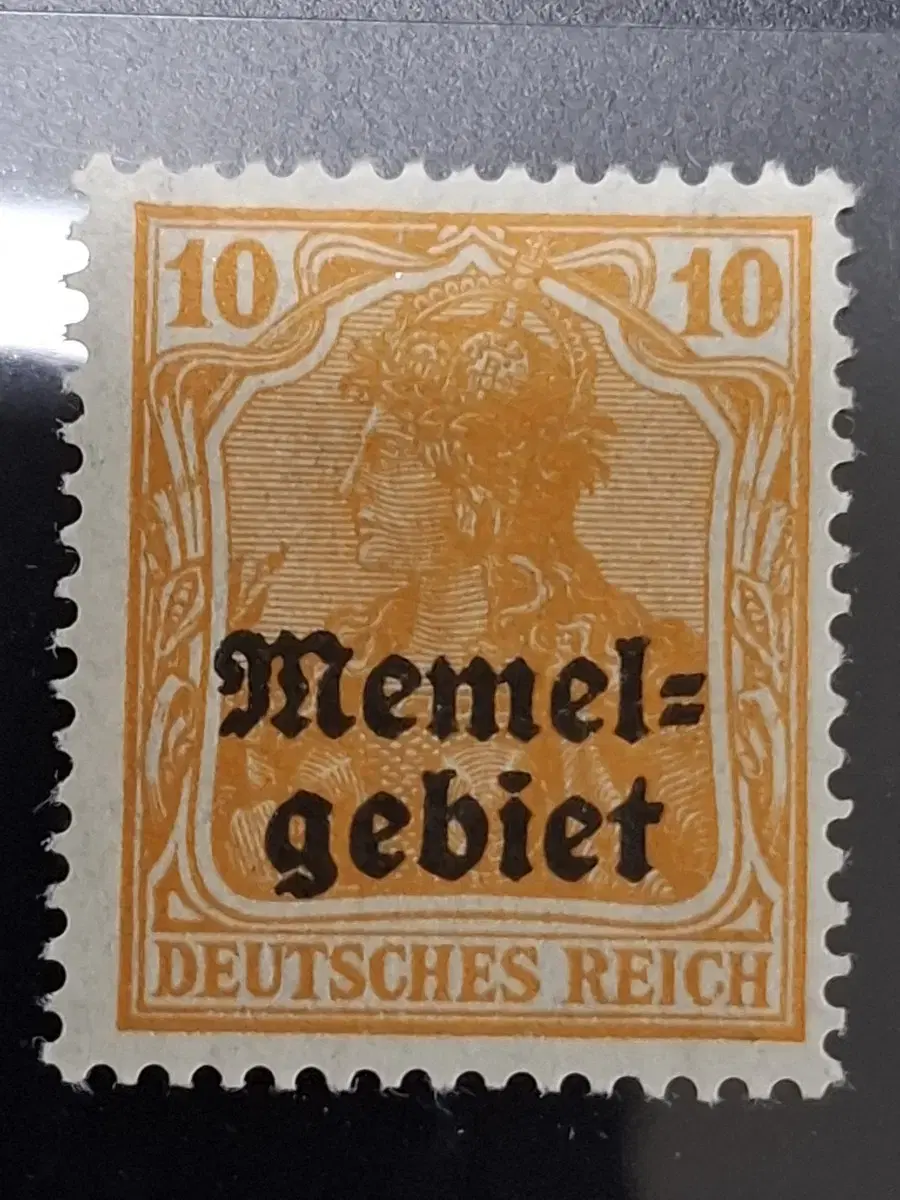 10 10
Memel=
gebiet
DEUTSCHES REICH